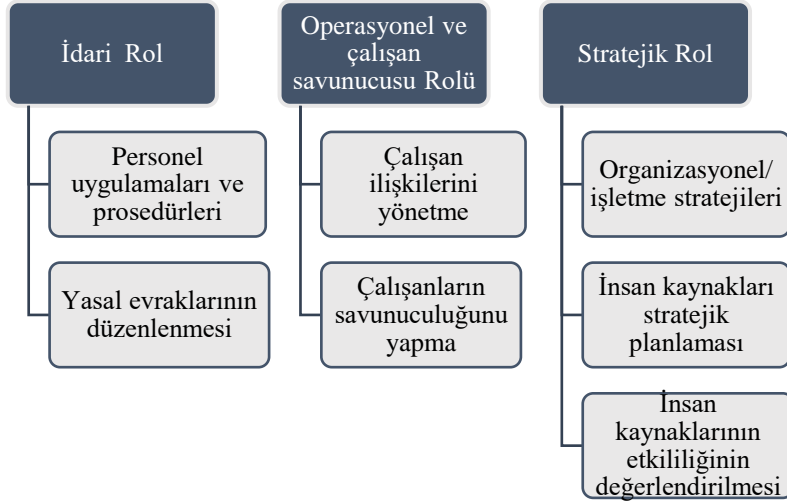 İdari  Rol
Personel
uygulamaları ve
prosedürleri
Yasal evraklarının
düzenlenmesi
Operasyonel ve
çalışan
savunucusu Rolü
Çalışan
ilişkilerini
yönetme
Çalışanların
savunuculuğunu
yapma
Stratejik Rol
Organizasyonel/
işletme stratejileri
İnsan kaynakları
stratejik
planlaması
İnsan
kaynaklarının
etkililiğinin
değerlendirilmesi